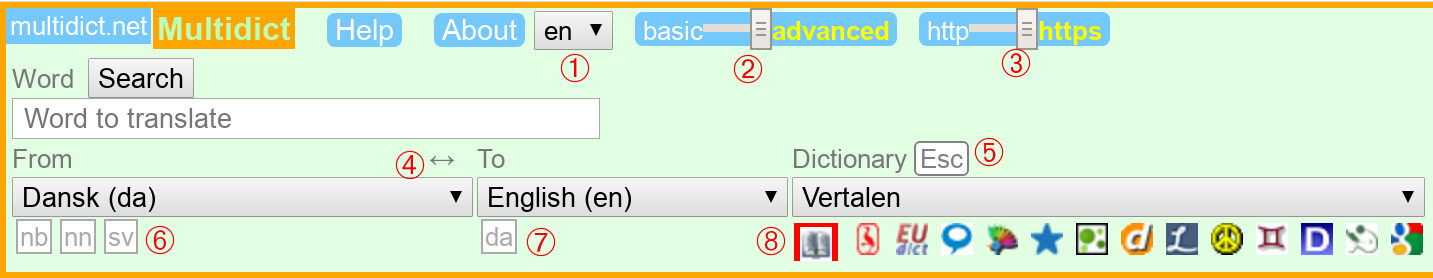 multidict.net Multidict Help About en basic advanced http https
① ② ③
Word Search
Word to translate
From ④ ↔ To Dictionary Esc ⑤
Dansk (da) English (en) Vertalen
nb nn sv ⑥ da ⑦ ⑧ EU dict D